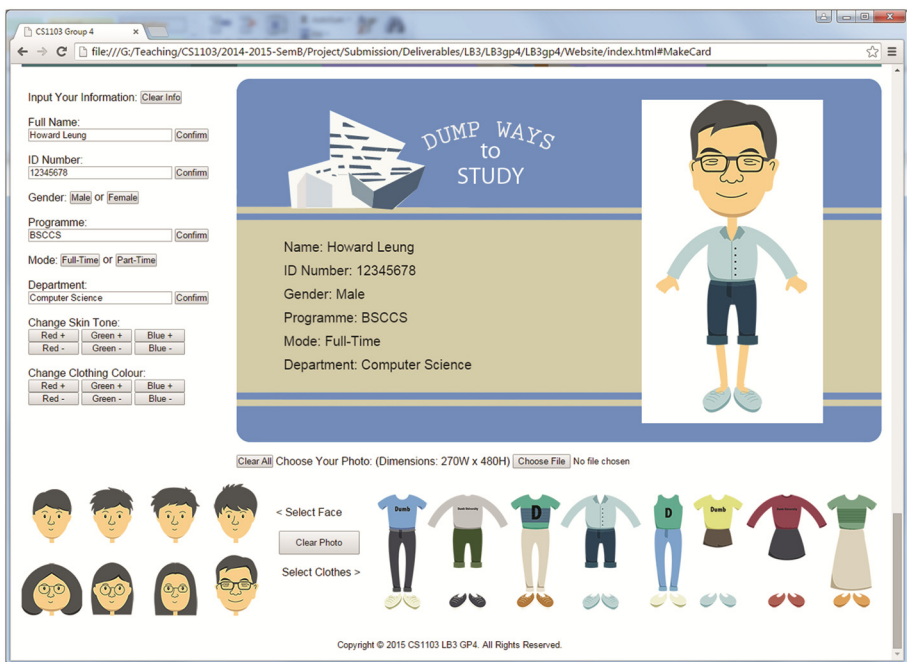 CS1103 Group 4
file:///G:/Teaching/CS1103/2014-2015-SemB/Project/Submission/Deliverables/LB3/LB3gp4/LB3gp4/Website/index.html#MakeCard
Input Your Information: Clear Info
Full Name:
Howard Leung Confirm
ID Number:
12345678 Confirm
Gender: Male or Female
Programme:
BSCCS Confirm
Mode: Full-Time or Part-Time
Department:
Computer Science Confirm
Change Skin Tone:
Red + Green + Blue +
Red - Green - Blue -
Change Clothing Colour:
Red + Green + Blue +
Red - Green - Blue -
DUMP WAYS
to
STUDY
Name: Howard Leung
ID Number: 12345678
Gender: Male
Programme: BSCCS
Mode: Full-Time
Department: Computer Science
Clear All Choose Your Photo: (Dimensions: 270W x 480H) Choose File No file chosen
< Select Face
Clear Photo
Select Clothes >
Dumb
D
D
Dumb
Copyright © 2015 CS1103 LB3 GP4. All Rights Reserved.